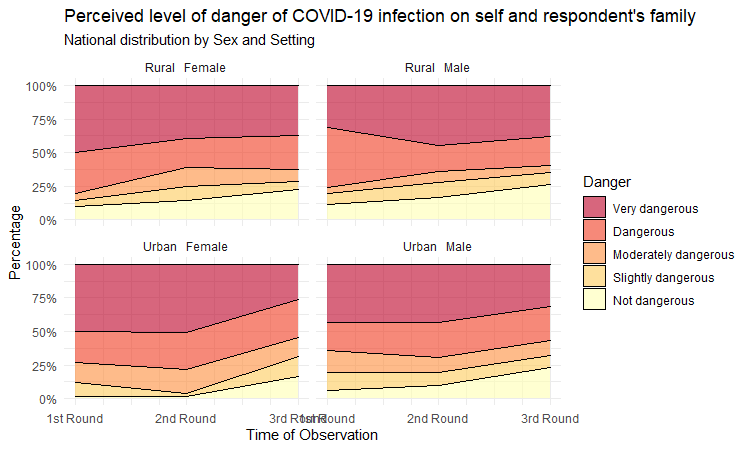 Perceived level of danger of COVID-19 infection on self and respondent's family
National distribution by Sex and Setting
Rural Female
Rural Male
100%
75%
50%
25%
0%
Urban Female
Urban Male
100%
75%
50%
25%
0%
1st Round
2nd Round
3rd Round
1st Round
2nd Round
3rd Round
Time of Observation
Percentage
Danger
Very dangerous
Dangerous
Moderately dangerous
Slightly dangerous
Not dangerous